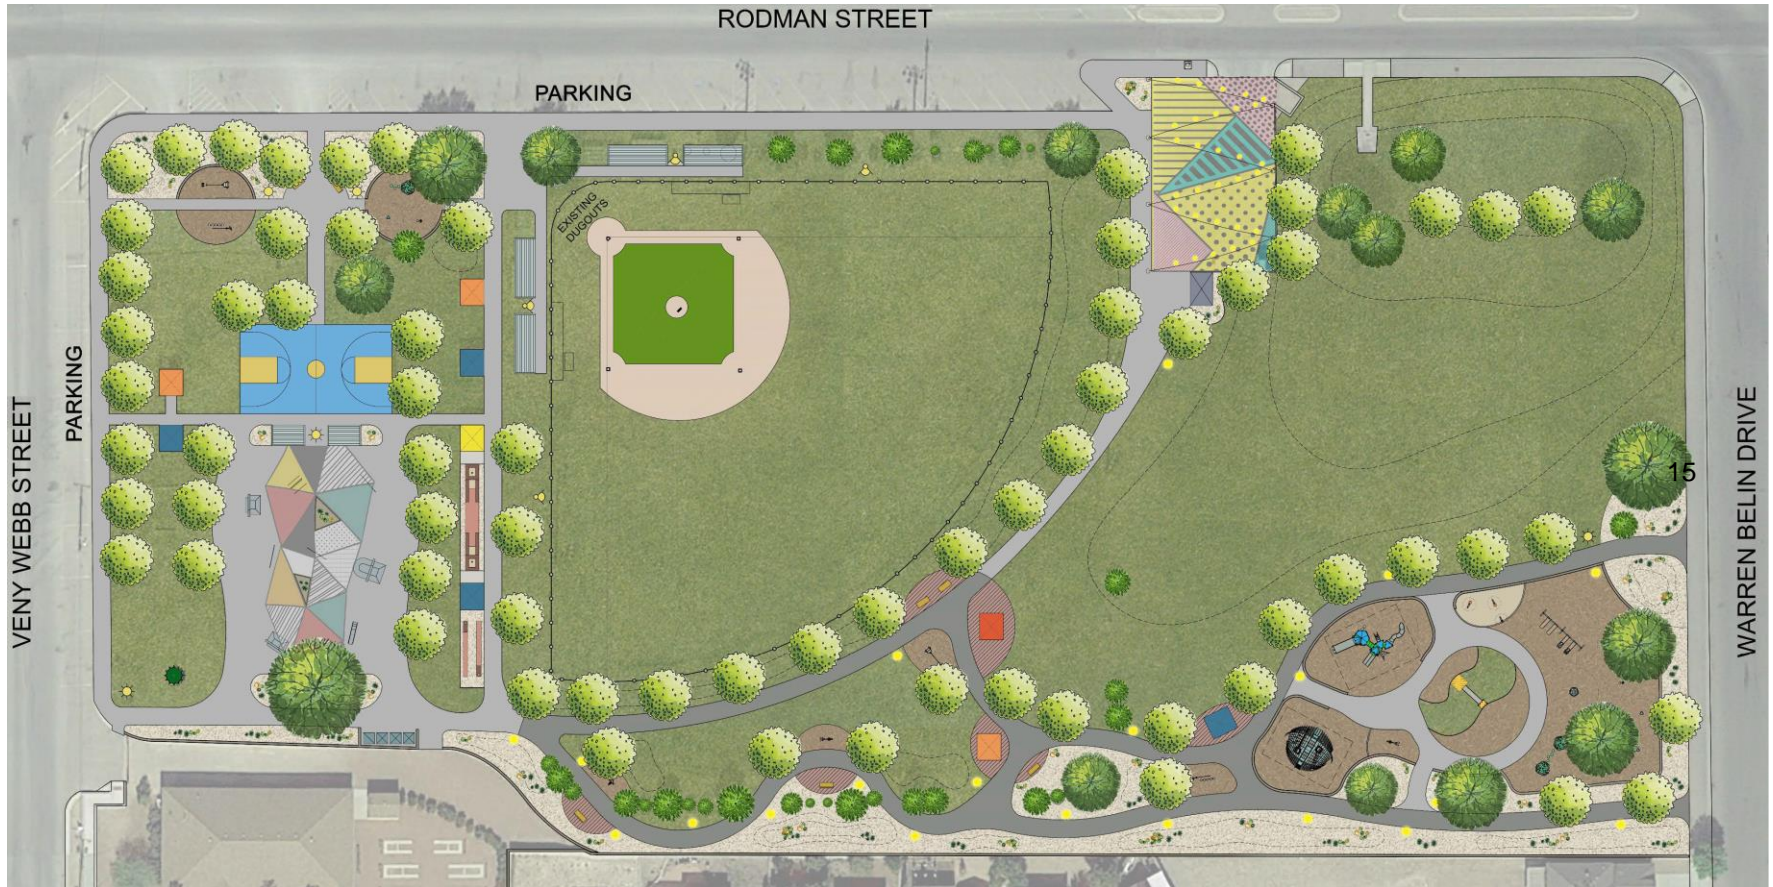 RODMAN STREET
PARKING
EXISTING
DUGOUTS
PARKING
VENY WEBB STREET
WARREN BELIN DRIVE
15